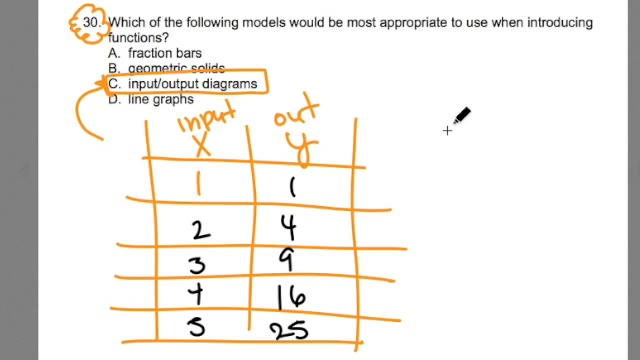 30. Which of the following models would be most appropriate to use when introducing
functions?
A. fraction bars
B. geometric solids
C. input/output diagrams
D. line graphs
input out
X y
1 1
2 4
3 9
4 16
5 25